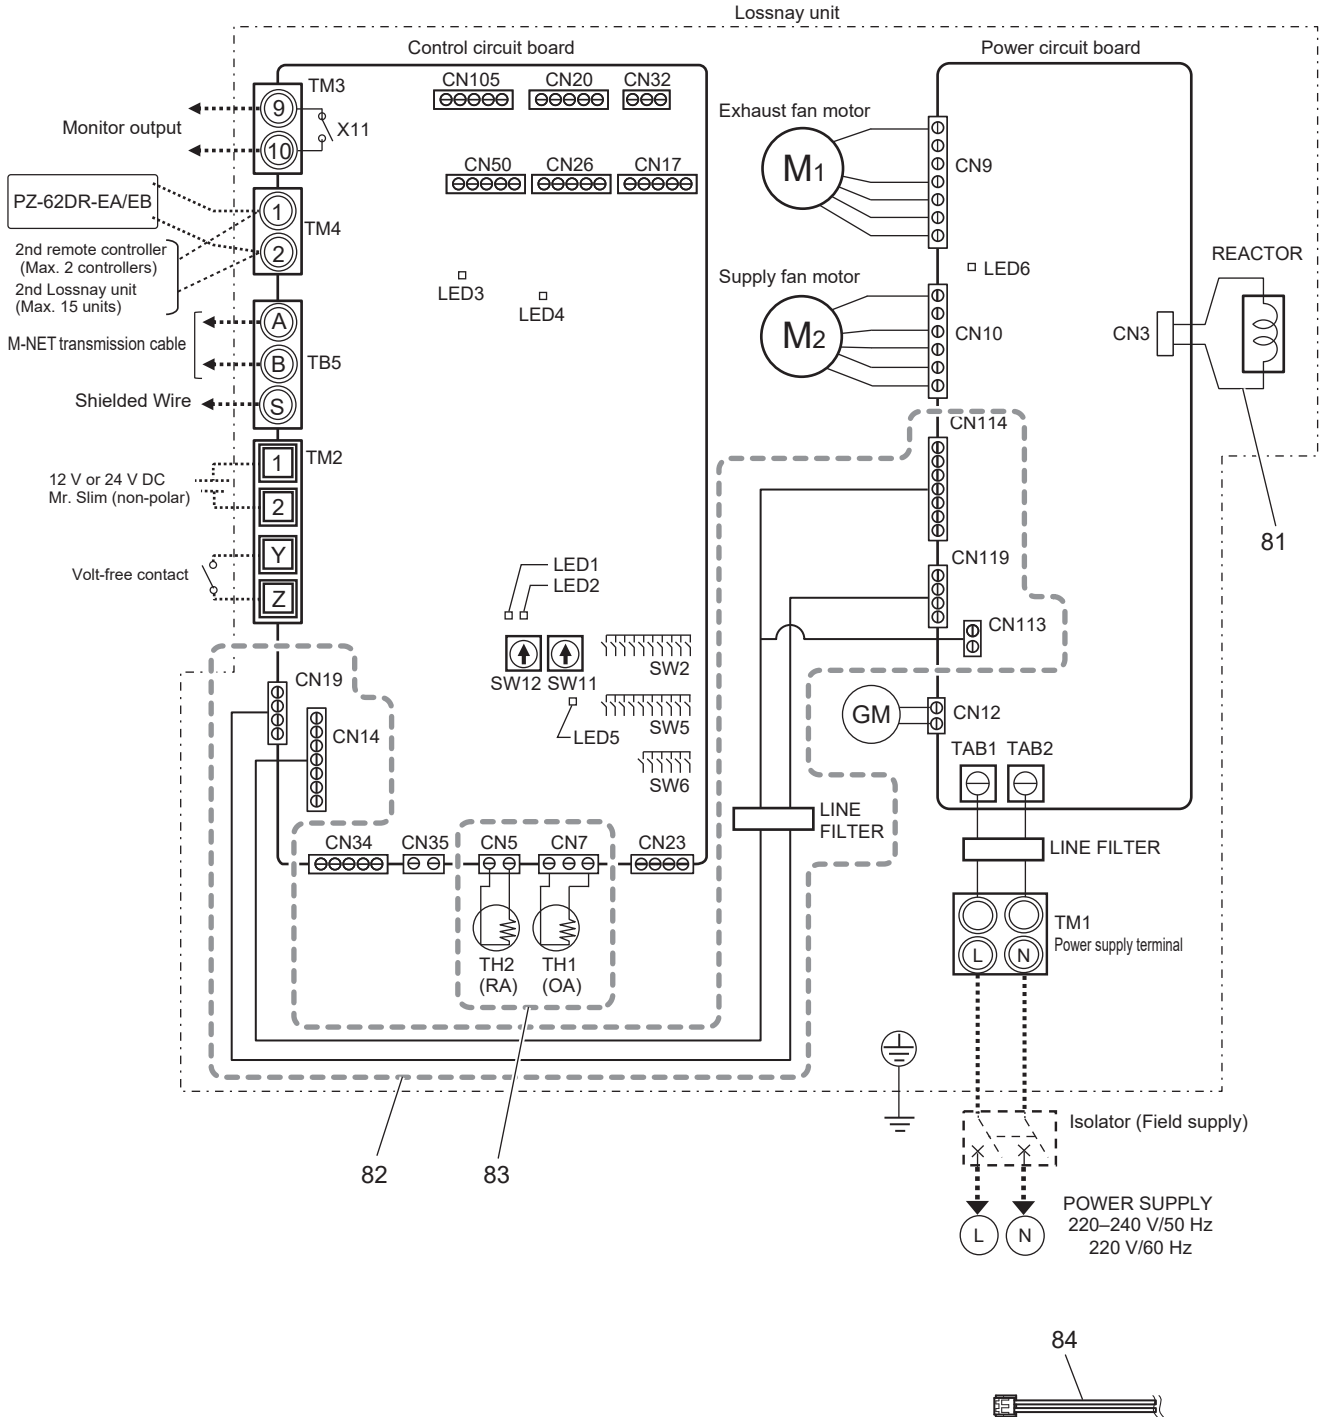 Lossnay unit
Control circuit board
Power circuit board
TM3
CN105
CN20
CN32
9
Monitor output
X11
10
Exhaust fan motor
M1
CN9
CN50
CN26
CN17
PZ-62DR-EA/EB
1
TM4
2
2nd remote controller
(Max. 2 controllers)
2nd Lossnay unit
(Max. 15 units)
LED3
LED4
Supply fan motor
LED6
REACTOR
M2
CN10
CN3
A
M-NET transmission cable
B
TB5
Shielded Wire
S
CN114
1
TM2
12 V or 24 V DC
Mr. Slim (non-polar)
2
81
Y
Volt-free contact
Z
LED1
LED2
CN119
CN113
SW2
SW12
SW11
CN19
CN14
LED5
SW5
SW6
GM
CN12
TAB1
TAB2
LINE
FILTER
CN34
CN35
CN5
CN7
CN23
LINE FILTER
TM1
Power supply terminal
L
N
TH2
(RA)
TH1
(OA)
82
83
Isolator (Field supply)
L
N
POWER SUPPLY
220–240 V/50 Hz
220 V/60 Hz
84